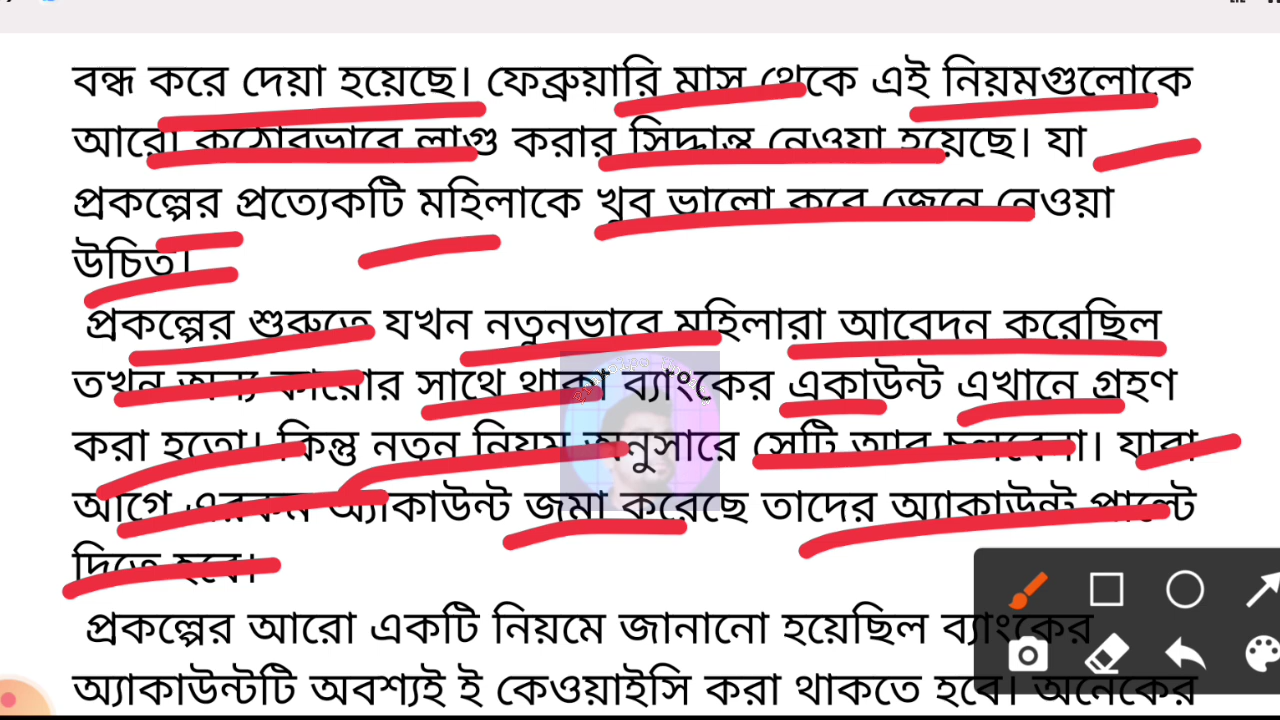 বন্ধ করে দেয়া হয়েছে। ফেব্রুয়ারি মাস থেকে এই নিয়মগুলোকে
আরো কঠোরভাবে লাগু করার সিদ্ধান্ত নেওয়া হয়েছে। যা
প্রকল্পের প্রত্যেকটি মহিলাকে খুব ভালো করে জেনে নেওয়া
উচিত।
প্রকল্পের শুরুতে যখন নতুনভাবে মহিলারা আবেদন করেছিল
তখন অন্য কারোর সাথে থাকা ব্যাংকের একাউন্ট এখানে গ্রহণ
করা হতো। কিন্তু নতুন নিয়ম অনুসারে সেটি আর চলবেনা। যারা
আগে এরকম অ্যাকাউন্ট জমা করেছে তাদের অ্যাকাউন্ট পাল্টে
দিতে হবে।
প্রকল্পের আরো একটি নিয়মে জানানো হয়েছিল ব্যাংকের
অ্যাকাউন্টটি অবশ্যই ই কেওয়াইসি করা থাকতে হবে। অনেকের